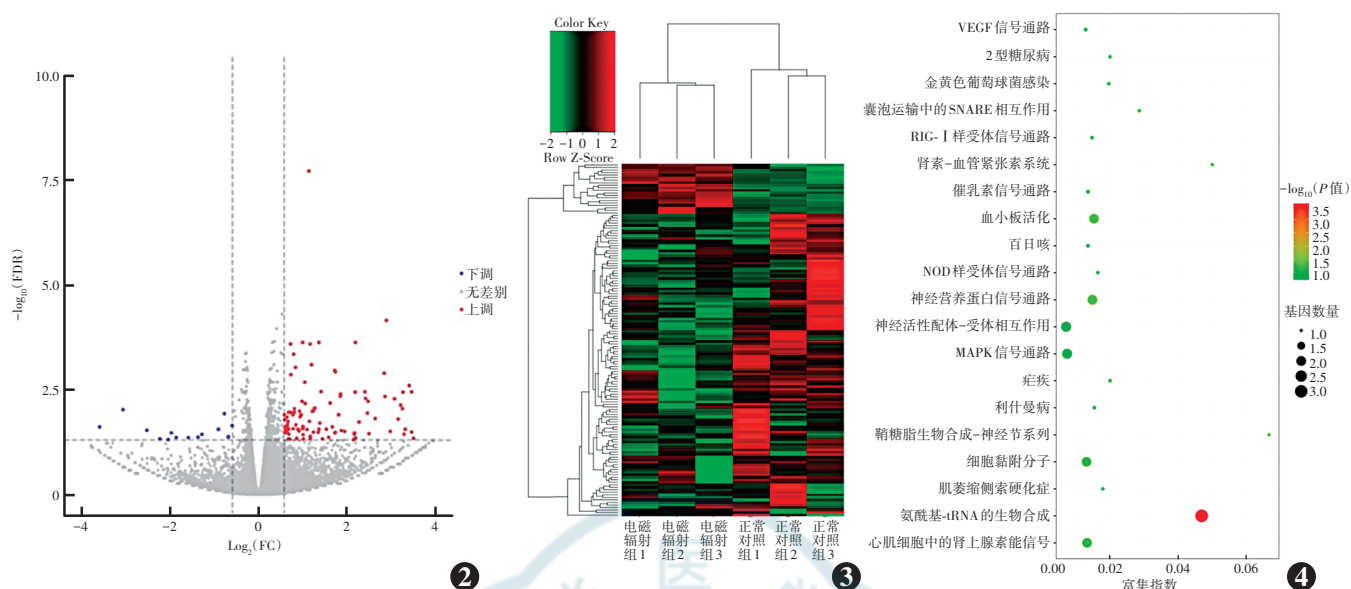 10.0
7.5
5.0
2.5
0
−log₁₀(FDR)
−4
−2
0
2
4
Log₂(FC)
下调
无差别
上调
2
Color Key
−2 −1 0 1 2
Row Z-Score
电磁辐射组1
电磁辐射组2
电磁辐射组3
正常对照组1
正常对照组2
正常对照组3
3
VEGF信号通路
2型糖尿病
金黄色葡萄球菌感染
囊泡运输中的SNARE相互作用
RIG-Ⅰ样受体信号通路
肾素-血管紧张素系统
催乳素信号通路
血小板活化
百日咳
NOD样受体信号通路
神经营养蛋白信号通路
神经活性配体-受体相互作用
MAPK信号通路
疟疾
利什曼病
鞘糖脂生物合成-神经节系列
细胞黏附分子
肌萎缩侧索硬化症
氨酰基-tRNA的生物合成
心肌细胞中的肾上腺素能信号
0.00
0.02
0.04
0.06
富集指数
−log₁₀(P值)
3.5
3.0
2.5
2.0
1.5
1.0
基因数量
1.0
1.5
2.0
2.5
3.0
4
医